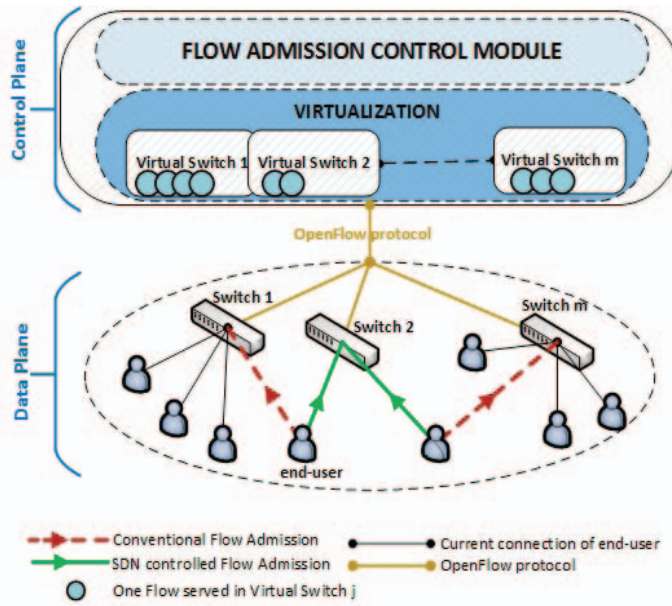 Control Plane
FLOW ADMISSION CONTROL MODULE
VIRTUALIZATION
Virtual Switch 1
Virtual Switch 2
Virtual Switch m
OpenFlow protocol
Data Plane
Switch 1
Switch 2
Switch m
end-user
Conventional Flow Admission
Current connection of end-user
SDN controlled Flow Admission
OpenFlow protocol
One Flow served in Virtual Switch j